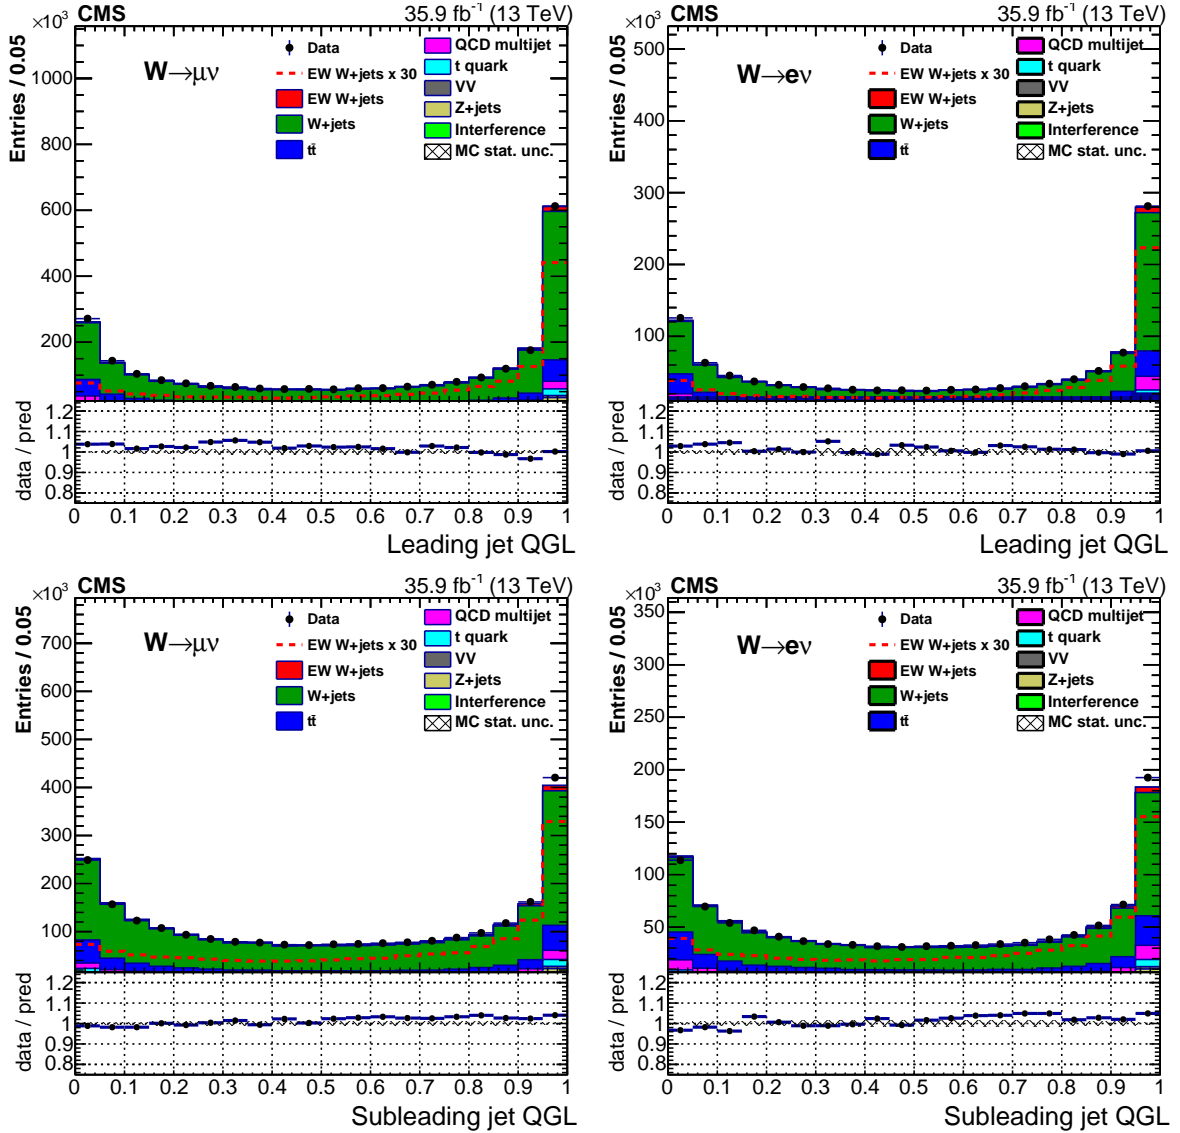 CMS 35.9 fb⁻¹ (13 TeV)
×10³
Entries / 0.05
W→μν
Data
EW W+jets x 30
EW W+jets
W+jets
tt̄
QCD multijet
t quark
VV
Z+jets
Interference
MC stat. unc.
1000
800
600
400
200
data / pred
1.2
1.1
1
0.9
0.8
0 0.1 0.2 0.3 0.4 0.5 0.6 0.7 0.8 0.9 1
Leading jet QGL
CMS 35.9 fb⁻¹ (13 TeV)
×10³
Entries / 0.05
W→eν
Data
EW W+jets x 30
EW W+jets
W+jets
tt̄
QCD multijet
t quark
VV
Z+jets
Interference
MC stat. unc.
500
400
300
200
100
data / pred
1.2
1.1
1
0.9
0.8
0 0.1 0.2 0.3 0.4 0.5 0.6 0.7 0.8 0.9 1
Leading jet QGL
CMS 35.9 fb⁻¹ (13 TeV)
×10³
Entries / 0.05
W→μν
Data
EW W+jets x 30
EW W+jets
W+jets
tt̄
QCD multijet
t quark
VV
Z+jets
Interference
MC stat. unc.
700
600
500
400
300
200
100
data / pred
1.2
1.1
1
0.9
0.8
0 0.1 0.2 0.3 0.4 0.5 0.6 0.7 0.8 0.9 1
Subleading jet QGL
CMS 35.9 fb⁻¹ (13 TeV)
×10³
Entries / 0.05
W→eν
Data
EW W+jets x 30
EW W+jets
W+jets
tt̄
QCD multijet
t quark
VV
Z+jets
Interference
MC stat. unc.
350
300
250
200
150
100
50
data / pred
1.2
1.1
1
0.9
0.8
0 0.1 0.2 0.3 0.4 0.5 0.6 0.7 0.8 0.9 1
Subleading jet QGL